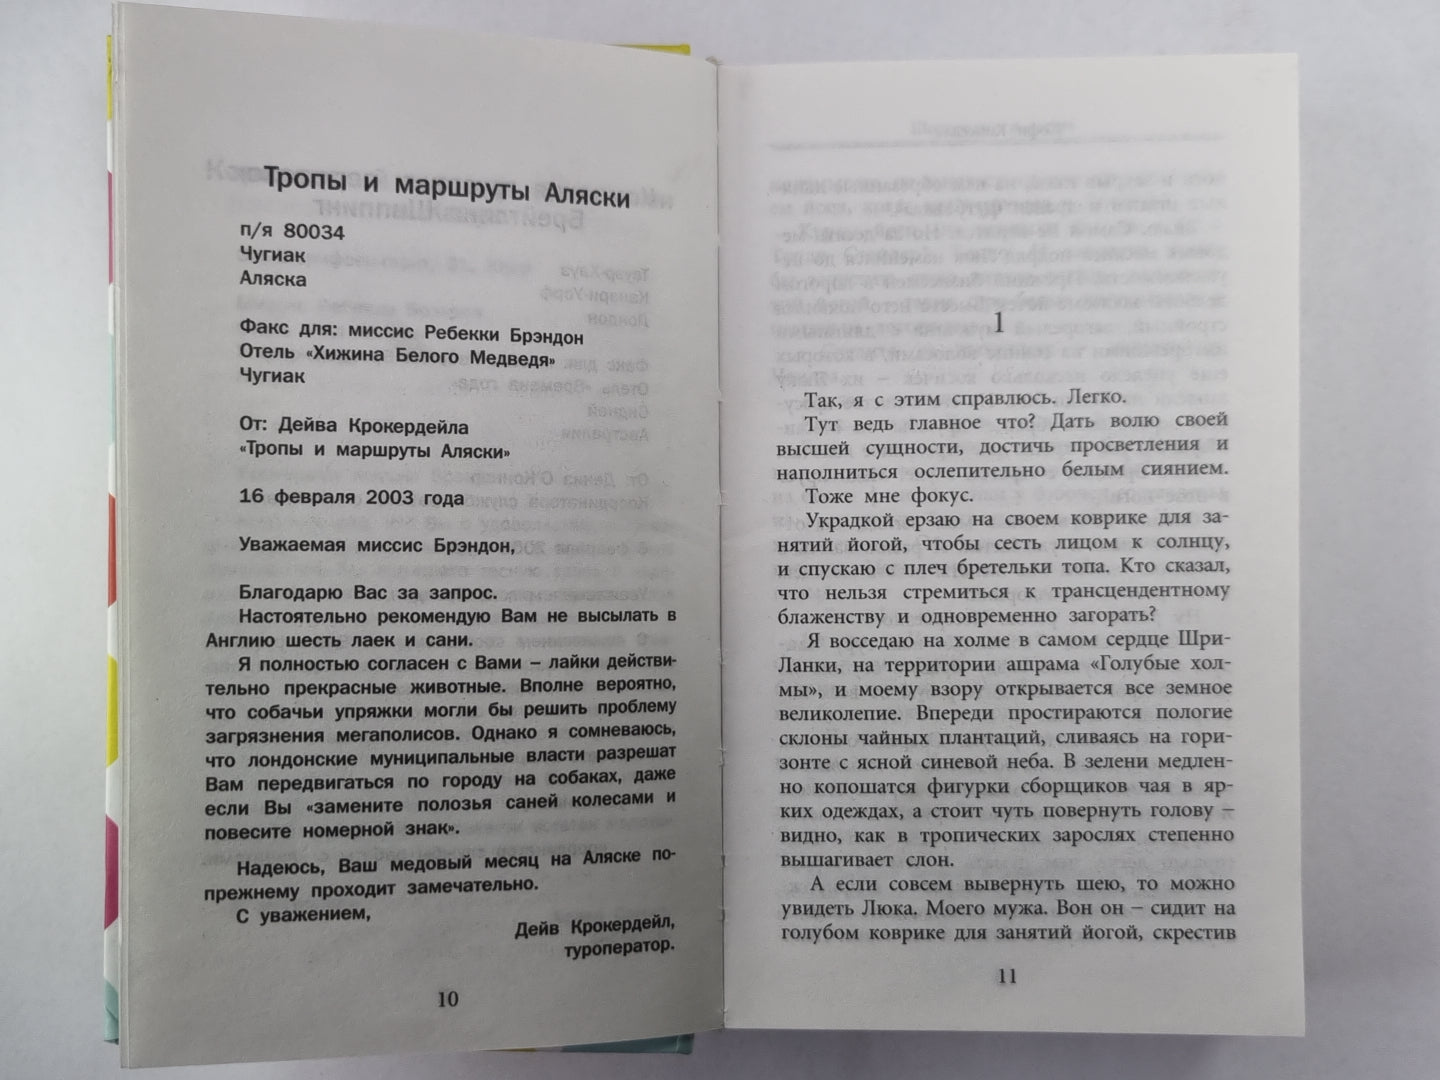 Тропы и маршруты Аляски
п/я 80034
Чугиак
Аляска
Факс для: миссис Ребекки Брэндон
Отель «Хижина Белого Медведя»
Чугиак
От: Дейва Крокердейла
«Тропы и маршруты Аляски»
16 февраля 2003 года
Уважаемая миссис Брэндон,
Благодарю Вас за запрос.
Настоятельно рекомендую Вам не высылать в
Англию шесть лаек и сани.
Я полностью согласен с Вами – лайки действи-
тельно прекрасные животные. Вполне вероятно,
что собачьи упряжки могли бы решить проблему
загрязнения мегаполисов. Однако я сомневаюсь,
что лондонские муниципальные власти разрешат
Вам передвигаться по городу на собаках, даже
если Вы «замените полозья саней колесами и
повесите номерной знак».
Надеюсь, Ваш медовый месяц на Аляске по-
прежнему проходит замечательно.
С уважением,
Дейв Крокердейл,
туроператор.
10
1
Так, я с этим справлюсь. Легко.
Тут ведь главное что? Дать волю своей
высшей сущности, достичь просветления и
наполниться ослепительно белым сиянием.
Тоже мне фокус.
Украдкой ерзаю на своем коврике для за-
нятий йогой, чтобы сесть лицом к солнцу,
и спускаю с плеч бретельки топа. Кто сказал,
что нельзя стремиться к трансцендентному
блаженству и одновременно загорать?
Я восседаю на холме в самом сердце Шри-
Ланки, на территории ашрама «Голубые хол-
мы», и моему взору открывается все земное
великолепие. Впереди простираются пологие
склоны чайных плантаций, сливаясь на гори-
зонте с ясной синевой неба. В зелени медлен-
но копошатся фигурки сборщиков чая в яр-
ких одеждах, а стоит чуть повернуть голову –
видно, как в тропических зарослях степенно
вышагивает слон.
А если совсем вывернуть шею, то можно
увидеть Люка. Моего мужа. Вон он – сидит на
голубом коврике для занятий йогой, скрестив
11